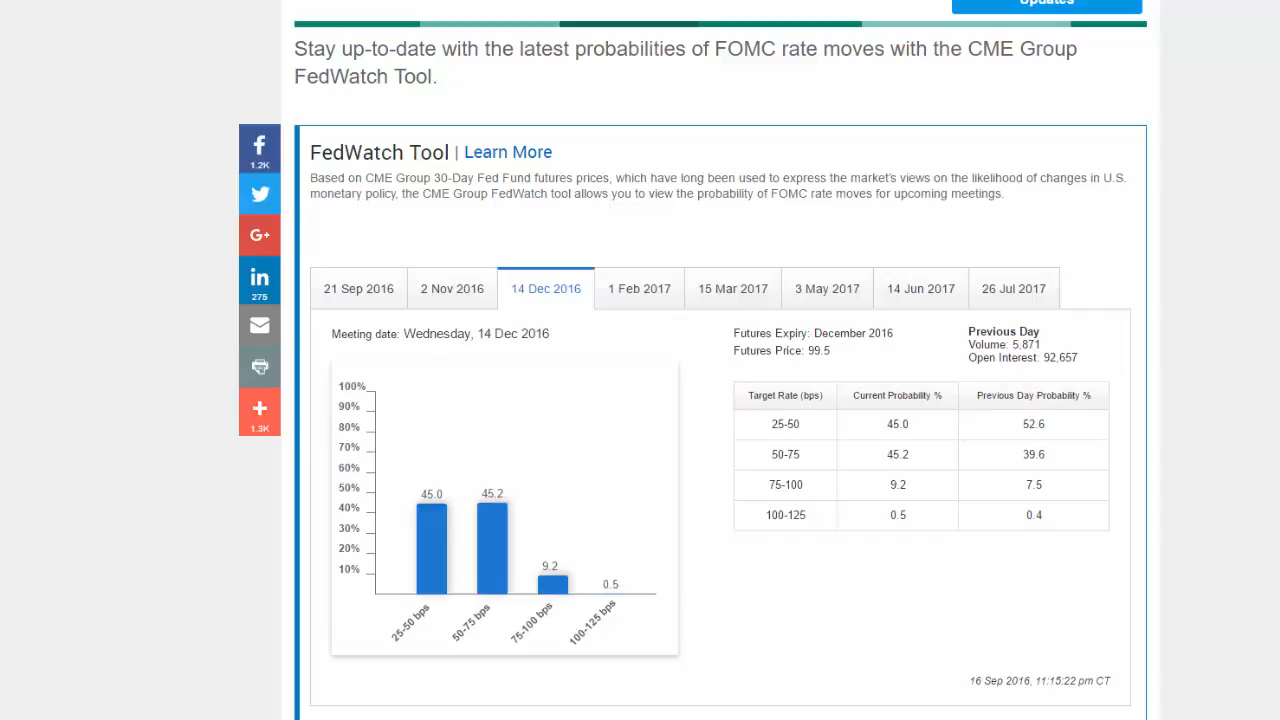 Updates
Stay up-to-date with the latest probabilities of FOMC rate moves with the CME Group
FedWatch Tool.
f
1.2K
G+
in
275
+
1.3K
FedWatch Tool | Learn More
Based on CME Group 30-Day Fed Fund futures prices, which have long been used to express the market's views on the likelihood of changes in U.S.
monetary policy, the CME Group FedWatch tool allows you to view the probability of FOMC rate moves for upcoming meetings.
21 Sep 2016 2 Nov 2016 14 Dec 2016 1 Feb 2017 15 Mar 2017 3 May 2017 14 Jun 2017 26 Jul 2017
Meeting date: Wednesday, 14 Dec 2016
100%
90%
80%
70%
60%
50%
40%
30%
20%
10%
45.0
45.2
9.2
0.5
25-50 bps
50-75 bps
75-100 bps
100-125 bps
Futures Expiry: December 2016
Futures Price: 99.5
Previous Day
Volume: 5,871
Open Interest: 92,657
Target Rate (bps) Current Probability % Previous Day Probability %
25-50 45.0 52.6
50-75 45.2 39.6
75-100 9.2 7.5
100-125 0.5 0.4
16 Sep 2016, 11:15:22 pm CT